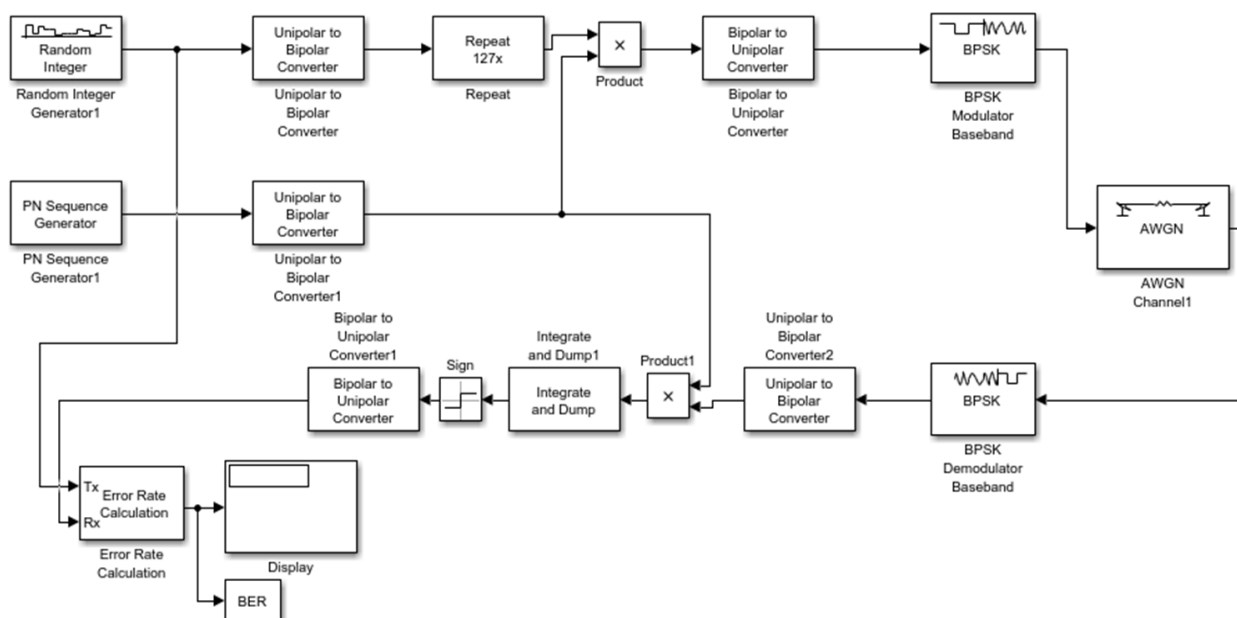 Random
Integer
Random Integer
Generator1
Unipolar to
Bipolar
Converter
Unipolar to
Bipolar
Converter
Repeat
127x
Repeat
×
Product
Bipolar to
Unipolar
Converter
Bipolar to
Unipolar
Converter
BPSK
BPSK
Modulator
Baseband
PN Sequence
Generator
PN Sequence
Generator1
Unipolar to
Bipolar
Converter
Unipolar to
Bipolar
Converter1
AWGN
AWGN
Channel1
Bipolar to
Unipolar
Converter1
Bipolar to
Unipolar
Converter
Sign
Integrate
and Dump1
Integrate
and Dump
Product1
×
Unipolar to
Bipolar
Converter2
Unipolar to
Bipolar
Converter
BPSK
BPSK
Demodulator
Baseband
Tx
Rx
Error Rate
Calculation
Error Rate
Calculation
Display
BER